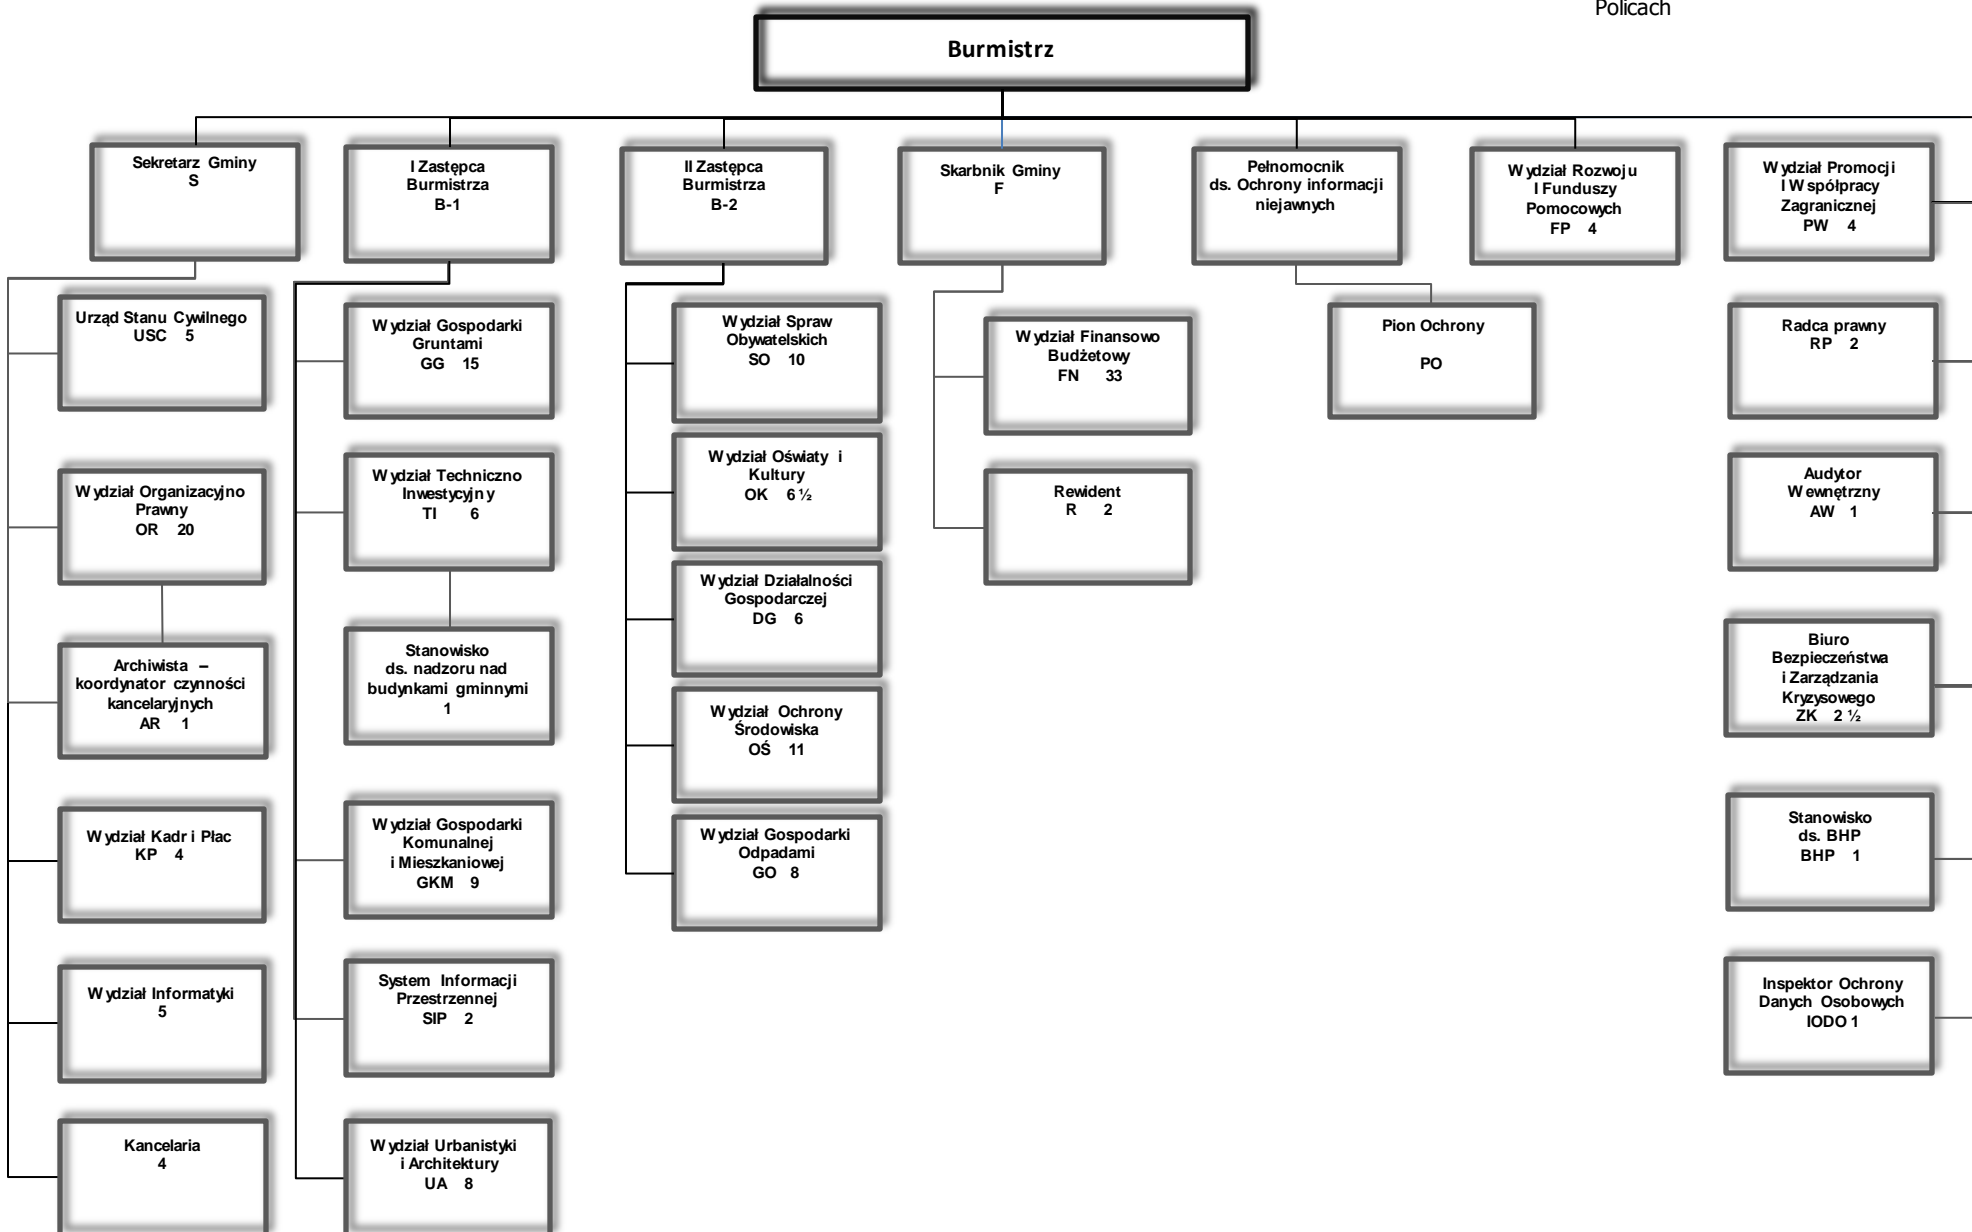 Policach
Burmistrz
Sekretarz Gminy
S
I Zastępca
Burmistrza
B-1
II Zastępca
Burmistrza
B-2
Skarbnik Gminy
F
Pełnomocnik
ds. Ochrony informacji
niejawnych
Wydział Rozwoju
I Funduszy
Pomocowych
FP 4
Wydział Promocji
I Współpracy
Zagranicznej
PW 4
Urząd Stanu Cywilnego
USC 5
Wydział Organizacyjno
Prawny
OR 20
Archiwista –
koordynator czynności
kancelaryjnych
AR 1
Wydział Kadr i Płac
KP 4
Wydział Informatyki
5
Kancelaria
4
Wydział Gospodarki
Gruntami
GG 15
Wydział Techniczno
Inwestycyjny
TI 6
Stanowisko
ds. nadzoru nad
budynkami gminnymi
1
Wydział Gospodarki
Komunalnej
i Mieszkaniowej
GKM 9
System Informacji
Przestrzennej
SIP 2
Wydział Urbanistyki
i Architektury
UA 8
Wydział Spraw
Obywatelskich
SO 10
Wydział Oświaty i
Kultury
OK 6 ½
Wydział Działalności
Gospodarczej
DG 6
Wydział Ochrony
Środowiska
OŚ 11
Wydział Gospodarki
Odpadami
GO 8
Wydział Finansowo
Budżetowy
FN 33
Rewident
R 2
Pion Ochrony
PO
Radca prawny
RP 2
Audytor
Wewnętrzny
AW 1
Biuro
Bezpieczeństwa
i Zarządzania
Kryzysowego
ZK 2 ½
Stanowisko
ds. BHP
BHP 1
Inspektor Ochrony
Danych Osobowych
IODO 1